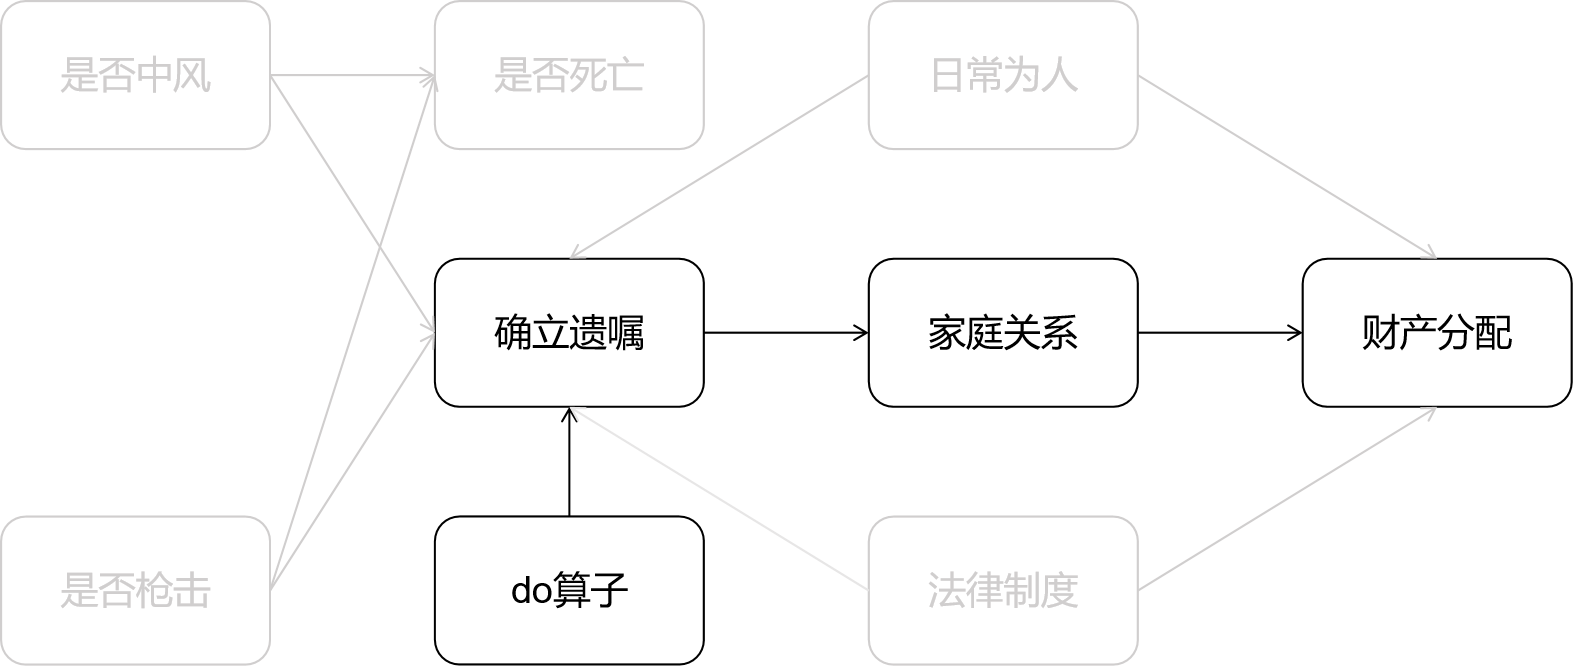 是否中风
是否死亡
日常为人
确立遗嘱
家庭关系
财产分配
是否枪击
do算子
法律制度